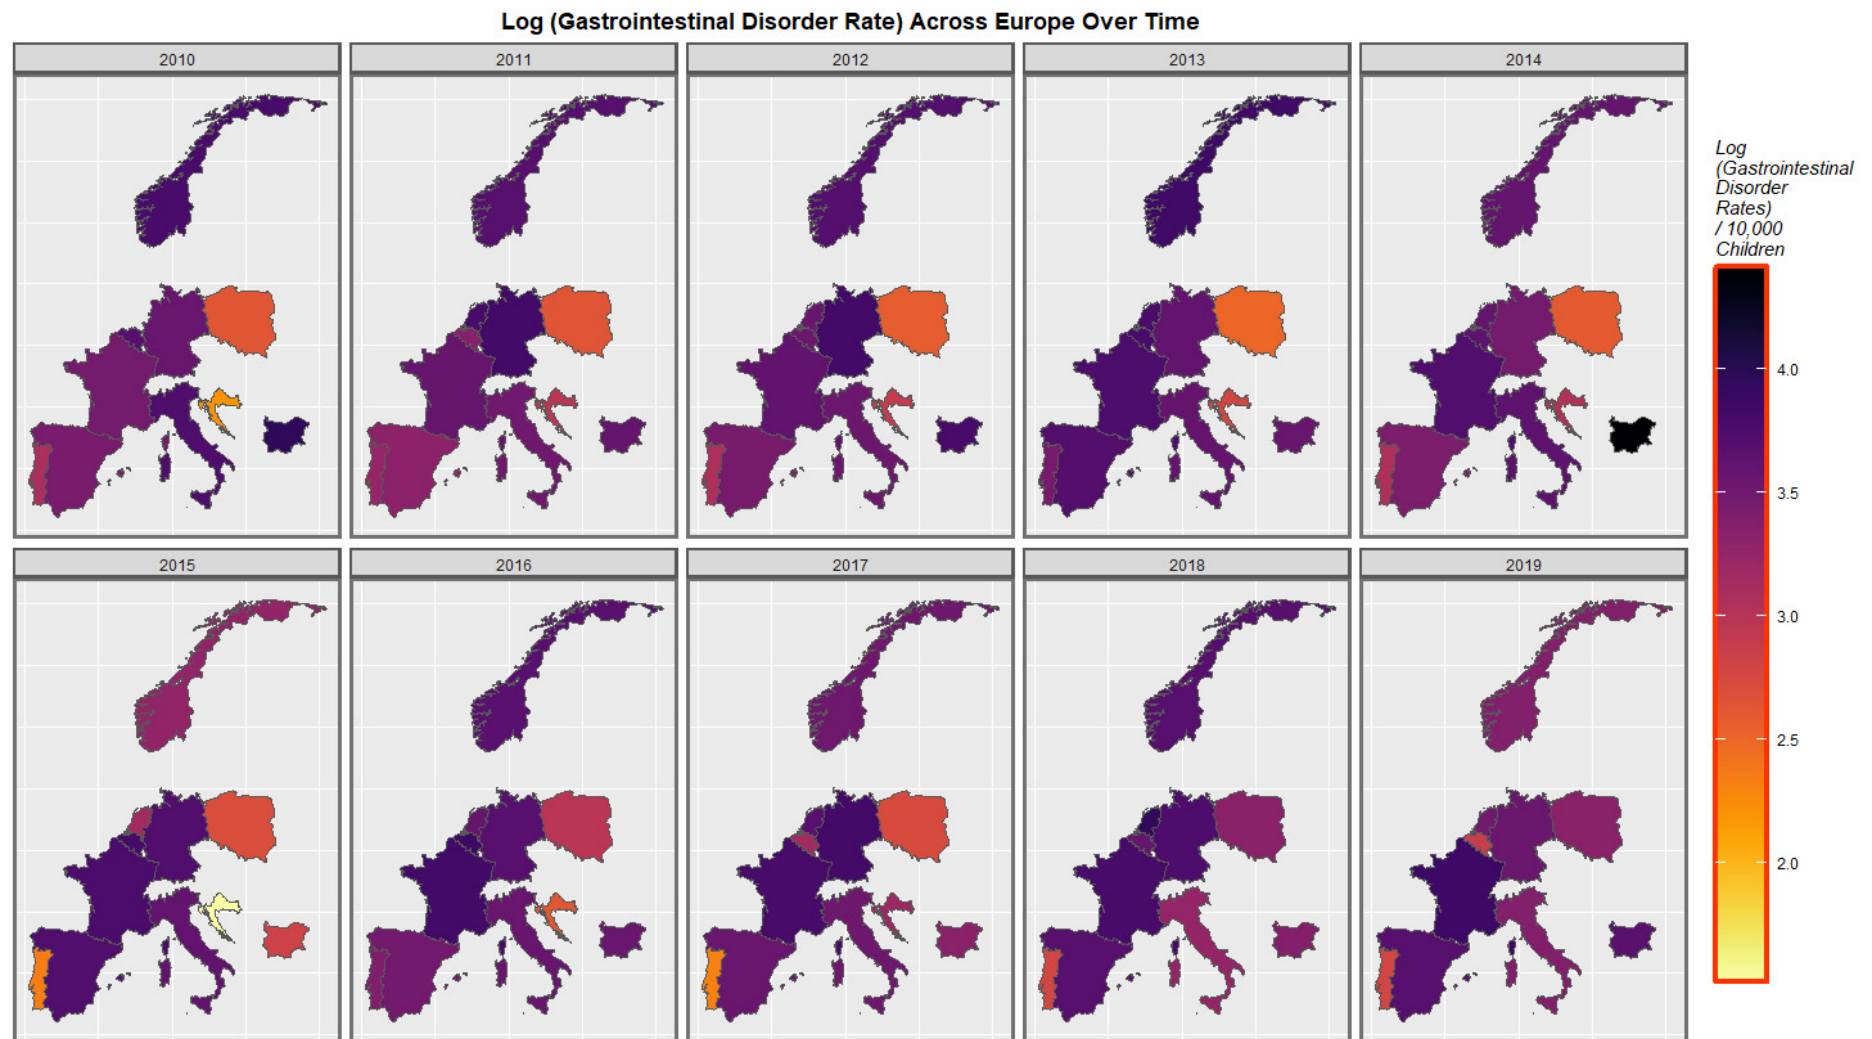 Log (Gastrointestinal Disorder Rate) Across Europe Over Time
2010
2011
2012
2013
2014
2015
2016
2017
2018
2019
Log
(Gastrointestinal
Disorder
Rates)
/ 10,000
Children
4.0
3.5
3.0
2.5
2.0